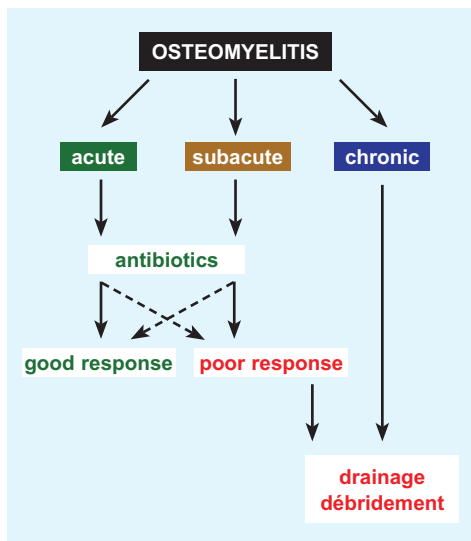 OSTEOMYELITIS
acute
subacute
chronic
antibiotics
good response
poor response
drainage
débridement